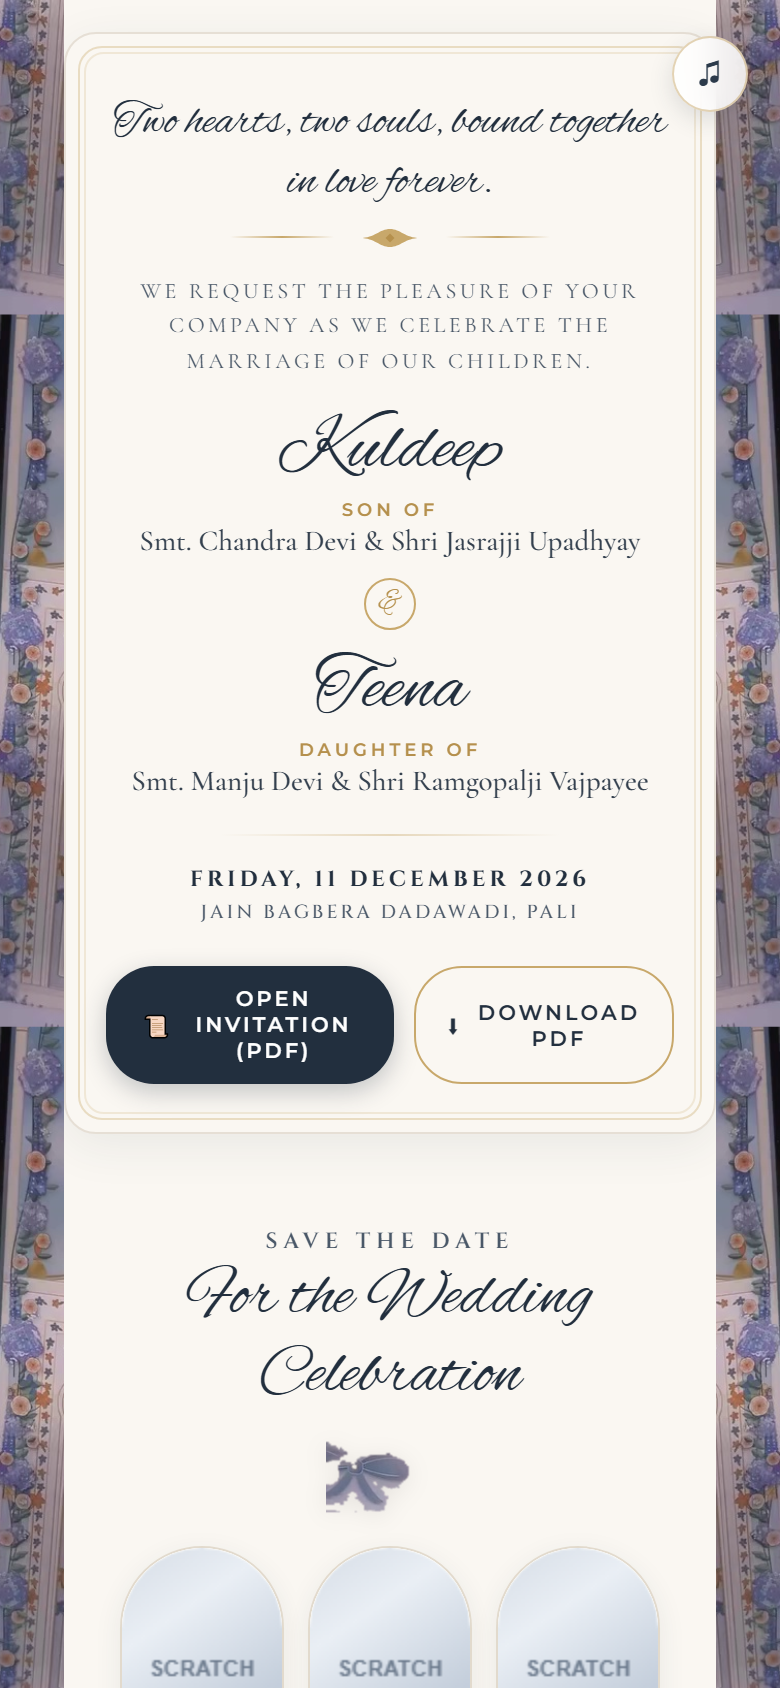 Two hearts, two souls, bound together
in love forever.
WE REQUEST THE PLEASURE OF YOUR
COMPANY AS WE CELEBRATE THE
MARRIAGE OF OUR CHILDREN.
Kuldeep
SON OF
Smt. Chandra Devi & Shri Jasrajji Upadhyay
&
Teena
DAUGHTER OF
Smt. Manju Devi & Shri Ramgopalji Vajpayee
FRIDAY, 11 DECEMBER 2026
JAIN BAGBERA DADAWADI, PALI
OPEN
INVITATION
(PDF)
DOWNLOAD
PDF
SAVE THE DATE
For the Wedding
Celebration
SCRATCH SCRATCH SCRATCH